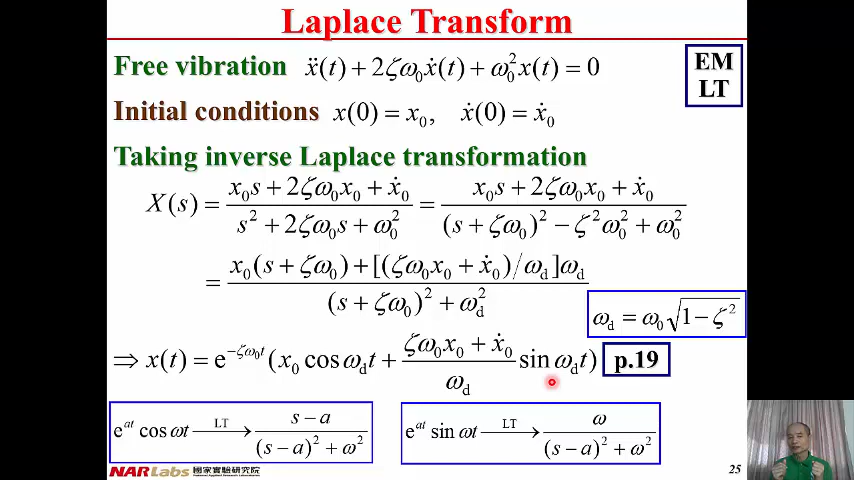 Laplace Transform
Free vibration ẍ(t) + 2ζω₀ẋ(t) + ω₀²x(t) = 0
EM
LT
Initial conditions x(0) = x₀, ẋ(0) = ẋ₀
Taking inverse Laplace transformation
X(s) = (x₀s + 2ζω₀x₀ + ẋ₀)/(s² + 2ζω₀s + ω₀²) = (x₀s + 2ζω₀x₀ + ẋ₀)/((s + ζω₀)² − ζ²ω₀² + ω₀²)
= (x₀(s + ζω₀) + [(ζω₀x₀ + ẋ₀)/ω_d]ω_d)/((s + ζω₀)² + ω_d²)
ω_d = ω₀√(1 − ζ²)
⇒ x(t) = e^(−ζω₀t)(x₀ cos ω_d t + (ζω₀x₀ + ẋ₀)/ω_d sin ω_d t) p.19
e^(at) cos ωt —LT→ (s − a)/((s − a)² + ω²)
e^(at) sin ωt —LT→ ω/((s − a)² + ω²)
NARLabs 國家實驗研究院
25